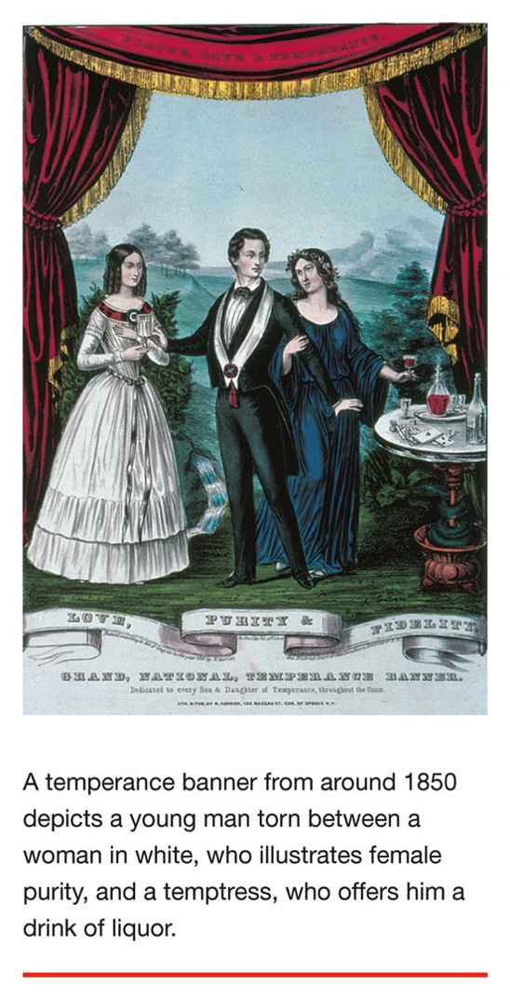 VIRTUE, LOVE & TEMPERANCE.
LOVE, PURITY & FIDELITY.
GRAND, NATIONAL, TEMPERANCE BANNER.
Dedicated to every Son & Daughter of Temperance, throughout the Union.
LITH. & PUB. BY N. CURRIER, 152 NASSAU ST. COR. OF SPRUCE N.Y.
A temperance banner from around 1850
depicts a young man torn between a
woman in white, who illustrates female
purity, and a temptress, who offers him a
drink of liquor.